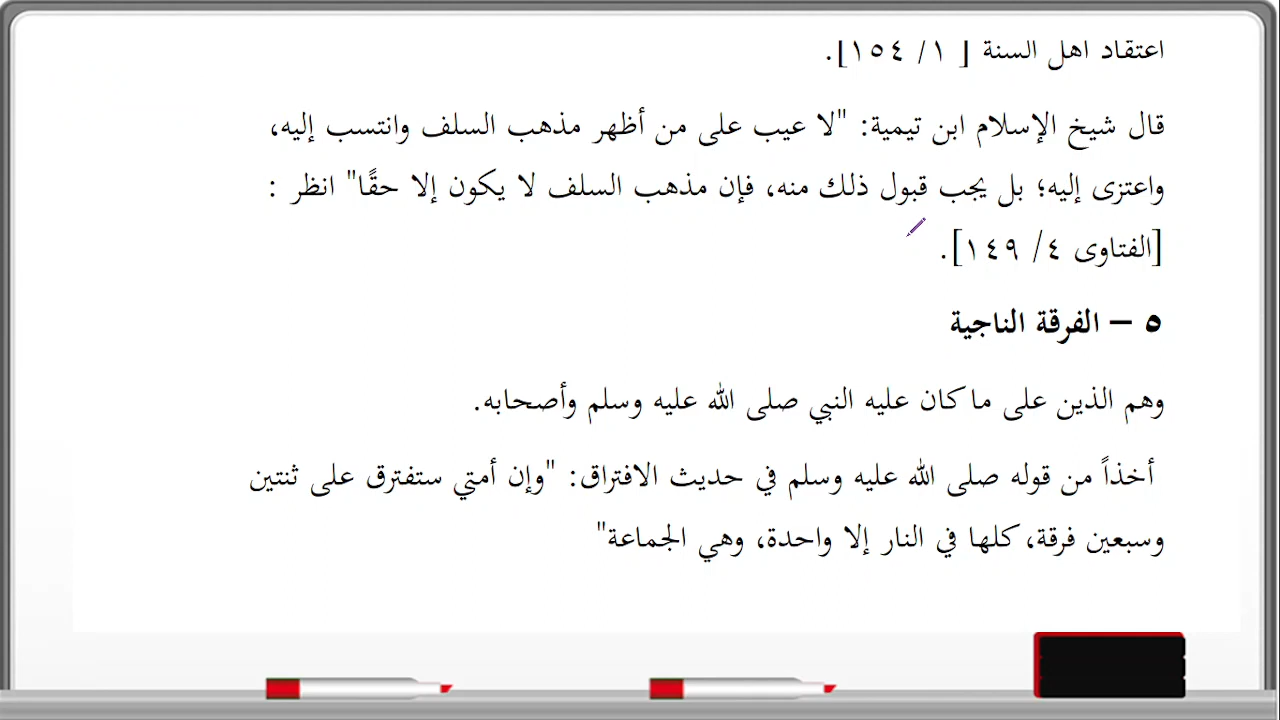 اعتقاد اهل السنة [ ١/ ١٥٤].
قال شيخ الإسلام ابن تيمية: "لا عيب على من أظهر مذهب السلف وانتسب إليه،
واعتزى إليه؛ بل يجب قبول ذلك منه، فإن مذهب السلف لا يكون إلا حقًا" انظر :
[الفتاوى ٤/ ١٤٩].
٥ – الفرقة الناجية
وهم الذين على ما كان عليه النبي صلى الله عليه وسلم وأصحابه.
أخذاً من قوله صلى الله عليه وسلم في حديث الافتراق: "وإن أمتي ستفترق على ثنتين
وسبعين فرقة، كلها في النار إلا واحدة، وهي الجماعة"